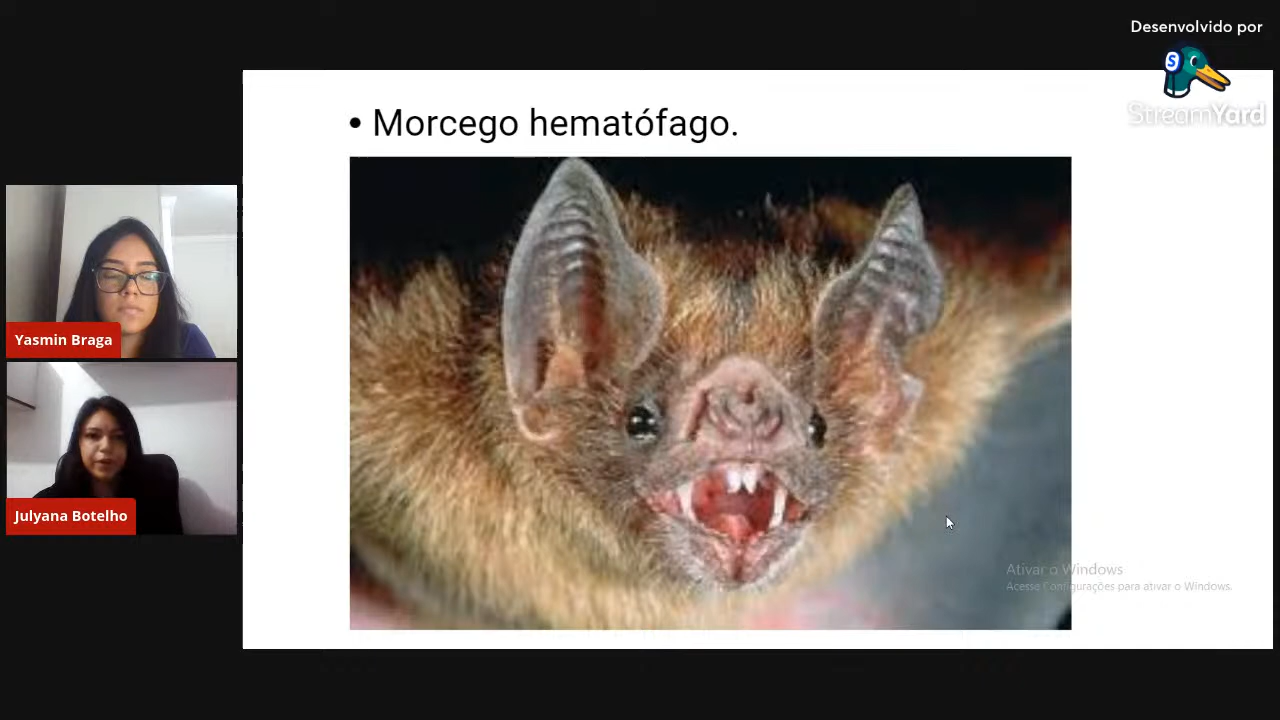 Desenvolvido por
StreamYard
• Morcego hematófago.
Yasmin Braga
Julyana Botelho
Ativar o Windows
Acesse Configurações para ativar o Windows.